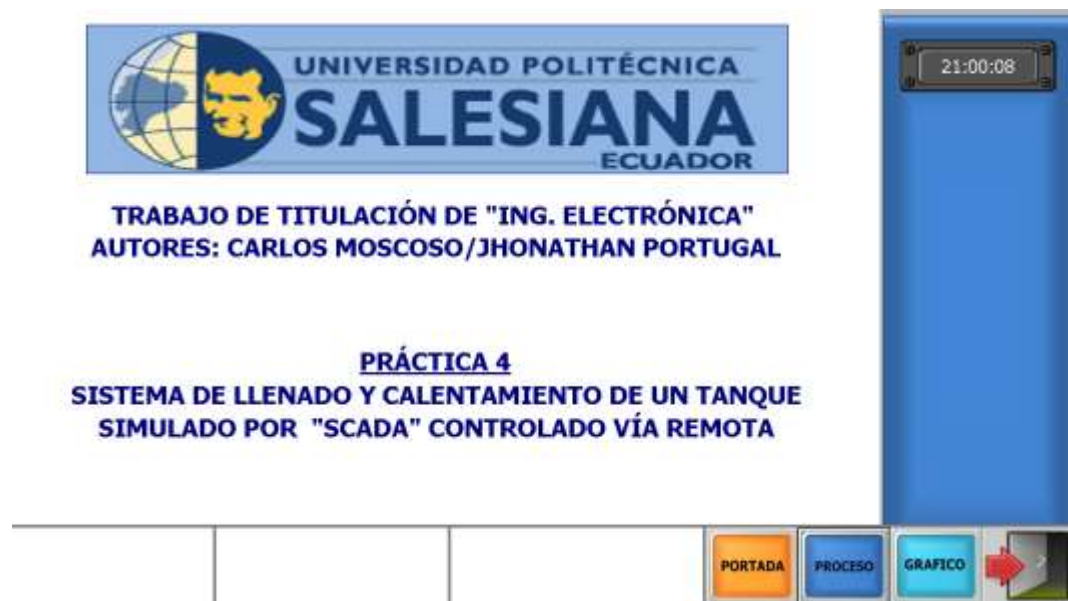 UNIVERSIDAD POLITÉCNICA
SALESIANA
ECUADOR
21:00:08
TRABAJO DE TITULACIÓN DE "ING. ELECTRÓNICA"
AUTORES: CARLOS MOSCOSO/JHONATHAN PORTUGAL
PRÁCTICA 4
SISTEMA DE LLENADO Y CALENTAMIENTO DE UN TANQUE
SIMULADO POR "SCADA" CONTROLADO VÍA REMOTA
PORTADA
PROCESO
GRAFICO